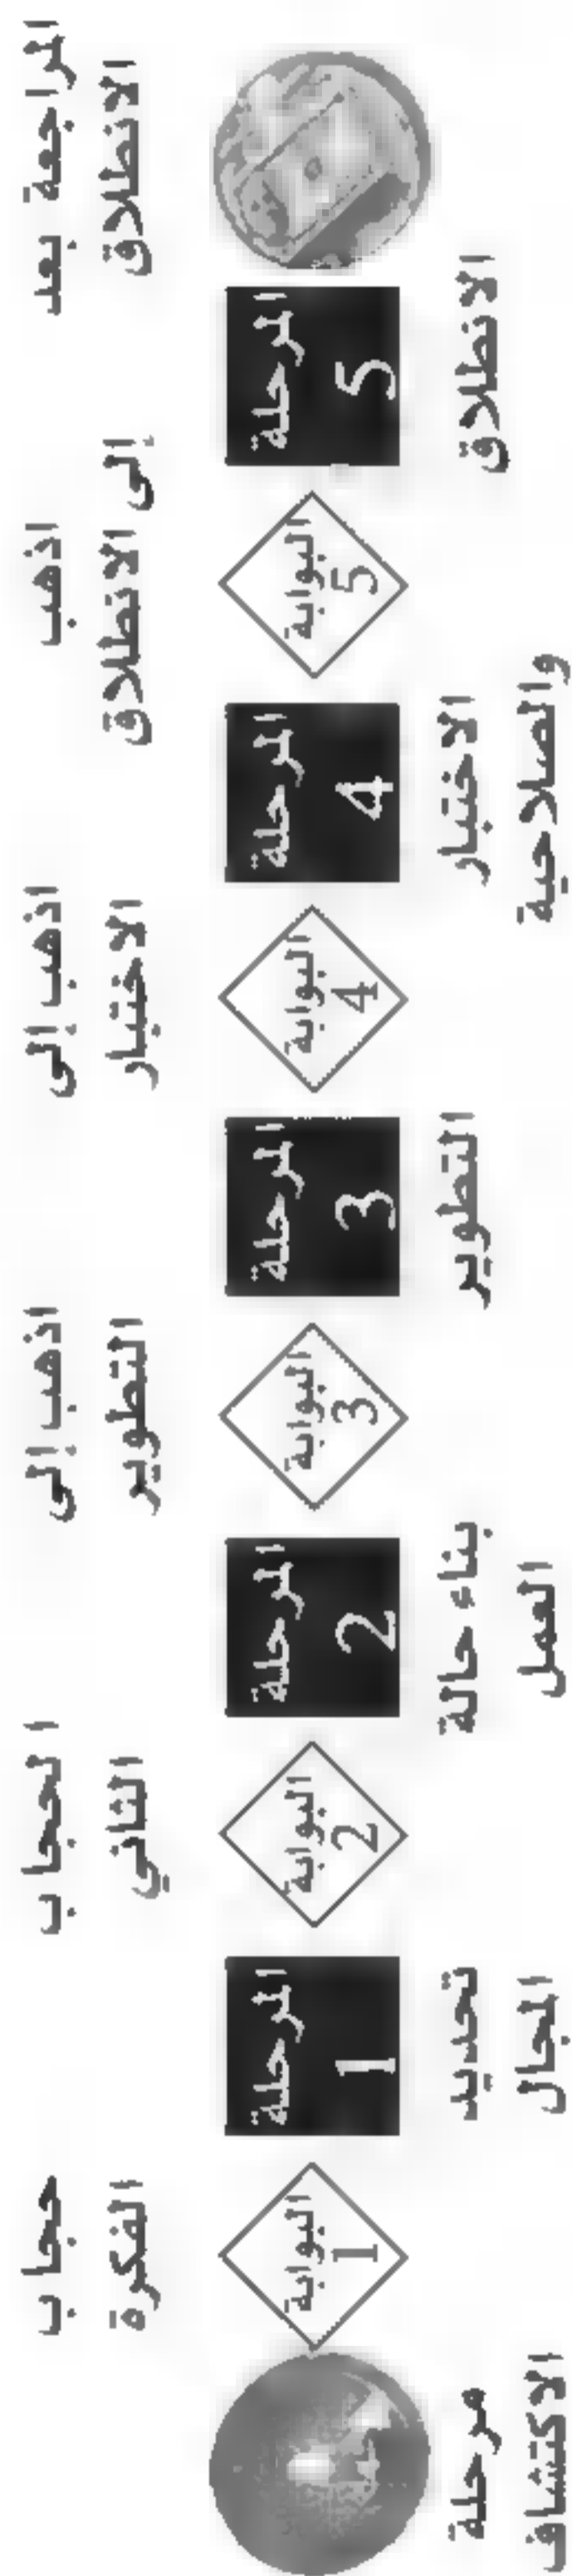 مرحلة
الاكتشاف
حجاب
الفكرة
البوابة
1
المرحلة
1
تحديد
المجال
الحجاب
الثاني
البوابة
2
المرحلة
2
بناء حالة
العمل
اذهب إلى
التطوير
البوابة
3
المرحلة
3
التطوير
اذهب إلى
الاختبار
البوابة
4
المرحلة
4
الاختبار
والصلاحية
اذهب
إلى الانطلاق
البوابة
5
المرحلة
5
الانطلاق
المراجعة بعد
الانطلاق